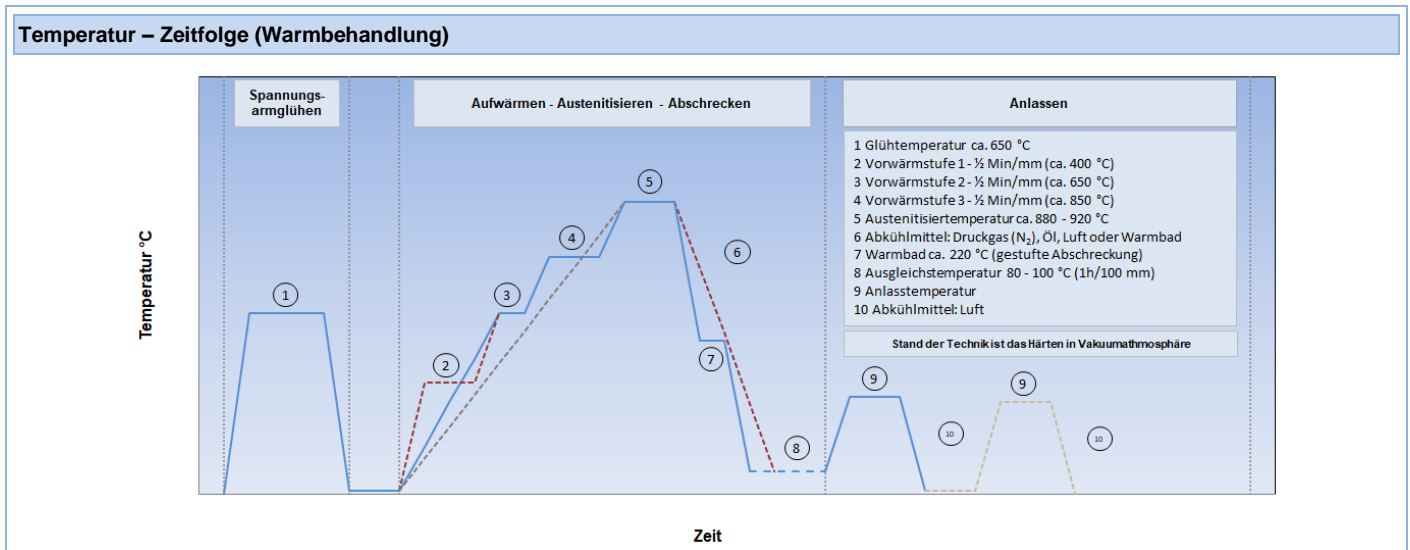 Temperatur – Zeitfolge (Warmbehandlung)
Spannungs-
armglühen
Aufwärmen - Austenitisieren - Abschrecken
Anlassen
1 Glühtemperatur ca. 650 °C
2 Vorwärmstufe 1 - ½ Min/mm (ca. 400 °C)
3 Vorwärmstufe 2 - ½ Min/mm (ca. 650 °C)
4 Vorwärmstufe 3 - ½ Min/mm (ca. 850 °C)
5 Austenitisiertemperatur ca. 880 - 920 °C
6 Abkühlmittel: Druckgas (N₂), Öl, Luft oder Warmbad
7 Warmbad ca. 220 °C (gestufte Abschreckung)
8 Ausgleichstemperatur 80 - 100 °C (1h/100 mm)
9 Anlasstemperatur
10 Abkühlmittel: Luft
Stand der Technik ist das Härten in Vakuumathmosphäre
Temperatur °C
1
2
3
4
5
6
7
8
9
10
9
10
Zeit